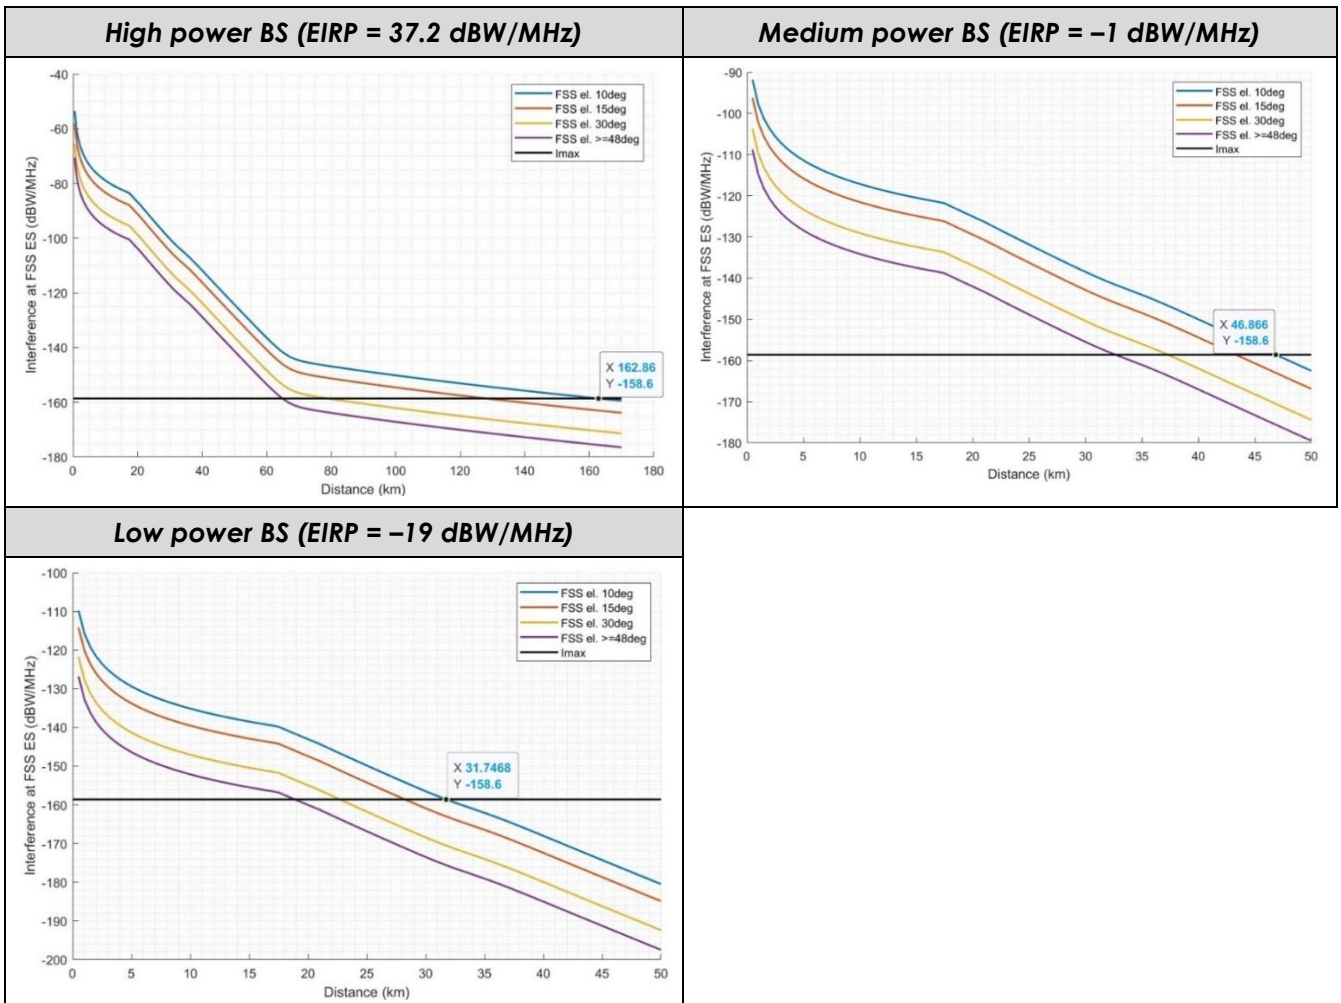 High power BS (EIRP = 37.2 dBW/MHz)
Medium power BS (EIRP = –1 dBW/MHz)
Interference at FSS ES (dBW/MHz)
-40
-60
-80
-100
-120
-140
-160
-180
0 20 40 60 80 100 120 140 160 180
Distance (km)
FSS el. 10deg
FSS el. 15deg
FSS el. 30deg
FSS el. >=48deg
Imax
X 162.86
Y -158.6
Interference at FSS ES (dBW/MHz)
-90
-100
-110
-120
-130
-140
-150
-160
-170
-180
0 5 10 15 20 25 30 35 40 45 50
Distance (km)
FSS el. 10deg
FSS el. 15deg
FSS el. 30deg
FSS el. >=48deg
Imax
X 46.866
Y -158.6
Low power BS (EIRP = –19 dBW/MHz)
Interference at FSS ES (dBW/MHz)
-100
-110
-120
-130
-140
-150
-160
-170
-180
-190
-200
0 5 10 15 20 25 30 35 40 45 50
Distance (km)
FSS el. 10deg
FSS el. 15deg
FSS el. 30deg
FSS el. >=48deg
Imax
X 31.7468
Y -158.6